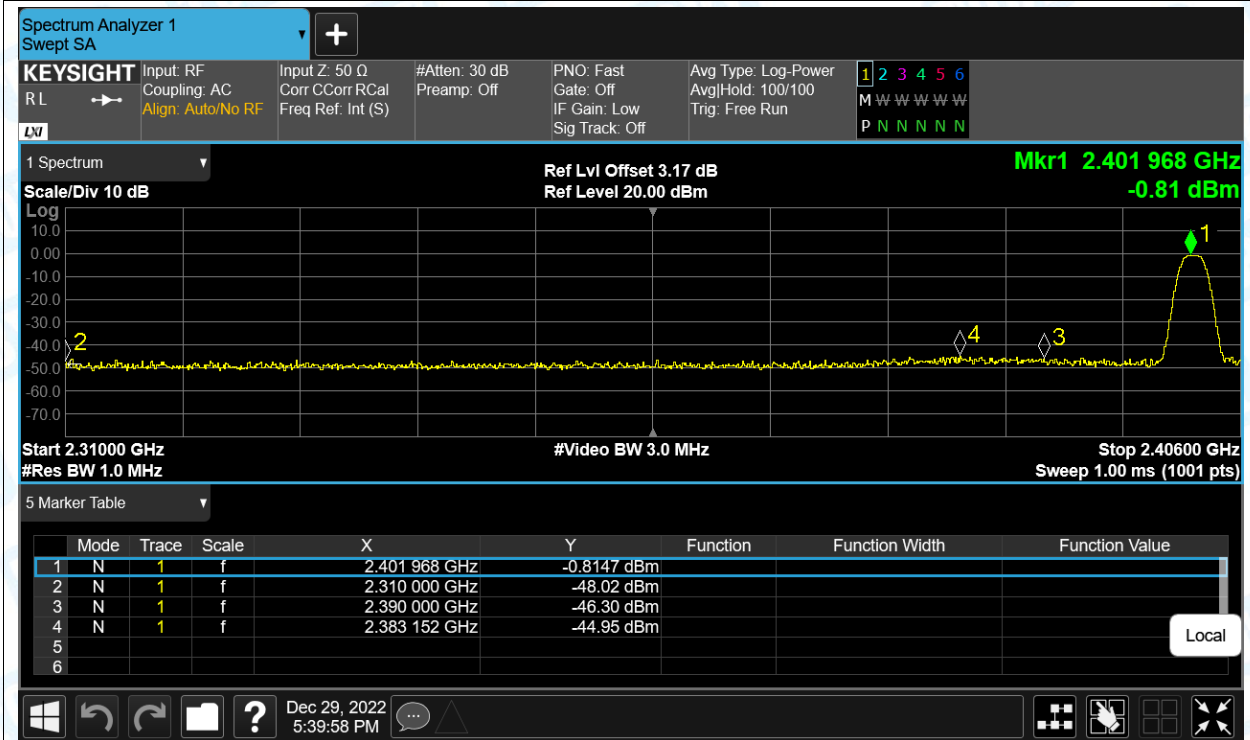 Spectrum Analyzer 1
Swept SA
+
KEYSIGHT Input: RF Input Z: 50 Ω #Atten: 30 dB PNO: Fast Avg Type: Log-Power 1 2 3 4 5 6
R L Coupling: AC Corr CCorr RCal Preamp: Off Gate: Off Avg|Hold: 100/100 M W W W W W
Align: Auto/No RF Freq Ref: Int (S) IF Gain: Low Trig: Free Run
LXI Sig Track: Off P N N N N N N
1 Spectrum
Ref Lvl Offset 3.17 dB Mkr1 2.401 968 GHz
Scale/Div 10 dB Ref Level 20.00 dBm -0.81 dBm
Log
10.0 1
0.00
-10.0
-20.0
-30.0
-40.0 2 4 3
-50.0
-60.0
-70.0
Start 2.31000 GHz #Video BW 3.0 MHz Stop 2.40600 GHz
#Res BW 1.0 MHz Sweep 1.00 ms (1001 pts)
5 Marker Table
Mode Trace Scale X Y Function Function Width Function Value
1 N 1 f 2.401 968 GHz -0.8147 dBm
2 N 1 f 2.310 000 GHz -48.02 dBm
3 N 1 f 2.390 000 GHz -46.30 dBm
4 N 1 f 2.383 152 GHz -44.95 dBm
5
6
Local
? Dec 29, 2022
5:39:58 PM